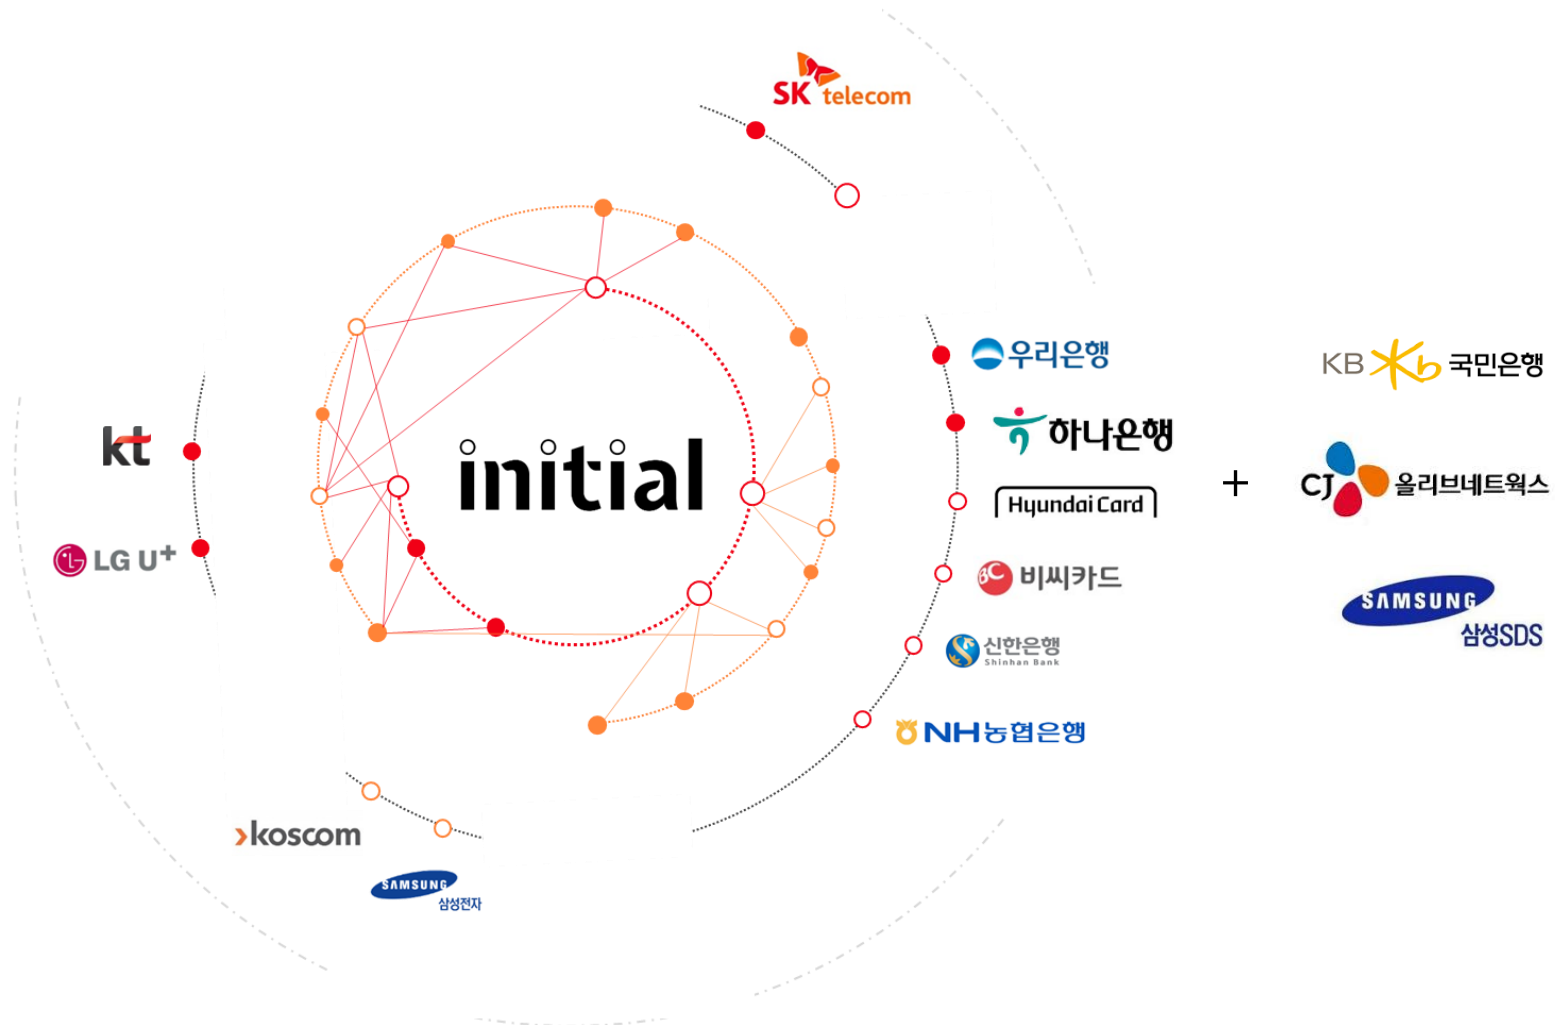 SK telecom
kt
LG U+
initial
우리은행
하나은행
Hyundai Card
BC 비씨카드
신한은행
Shinhan Bank
NH농협은행
koscom
SAMSUNG
삼성전자
+
KB Kb 국민은행
CJ 올리브네트웍스
SAMSUNG
삼성SDS